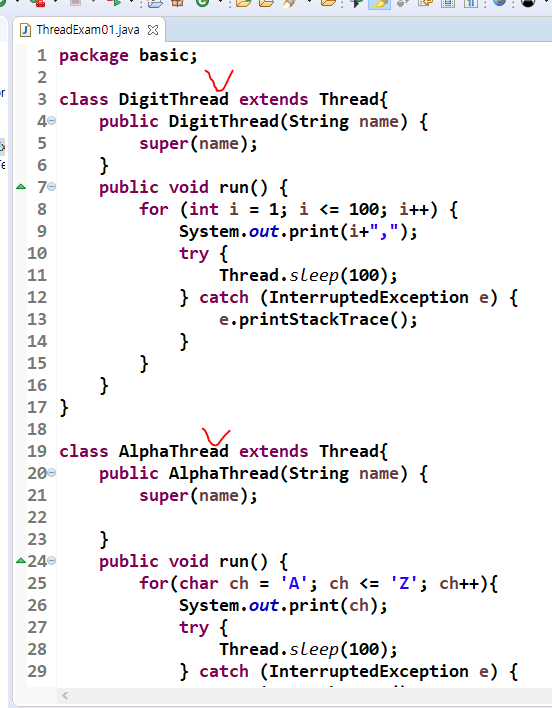 ThreadExam01.java
1 package basic;
2
3 class DigitThread extends Thread{
4 public DigitThread(String name) {
5 super(name);
6 }
7 public void run() {
8 for (int i = 1; i <= 100; i++) {
9 System.out.print(i+",");
10 try {
11 Thread.sleep(100);
12 } catch (InterruptedException e) {
13 e.printStackTrace();
14 }
15 }
16 }
17 }
18
19 class AlphaThread extends Thread{
20 public AlphaThread(String name) {
21 super(name);
22
23 }
24 public void run() {
25 for(char ch = 'A'; ch <= 'Z'; ch++){
26 System.out.print(ch);
27 try {
28 Thread.sleep(100);
29 } catch (InterruptedException e) {